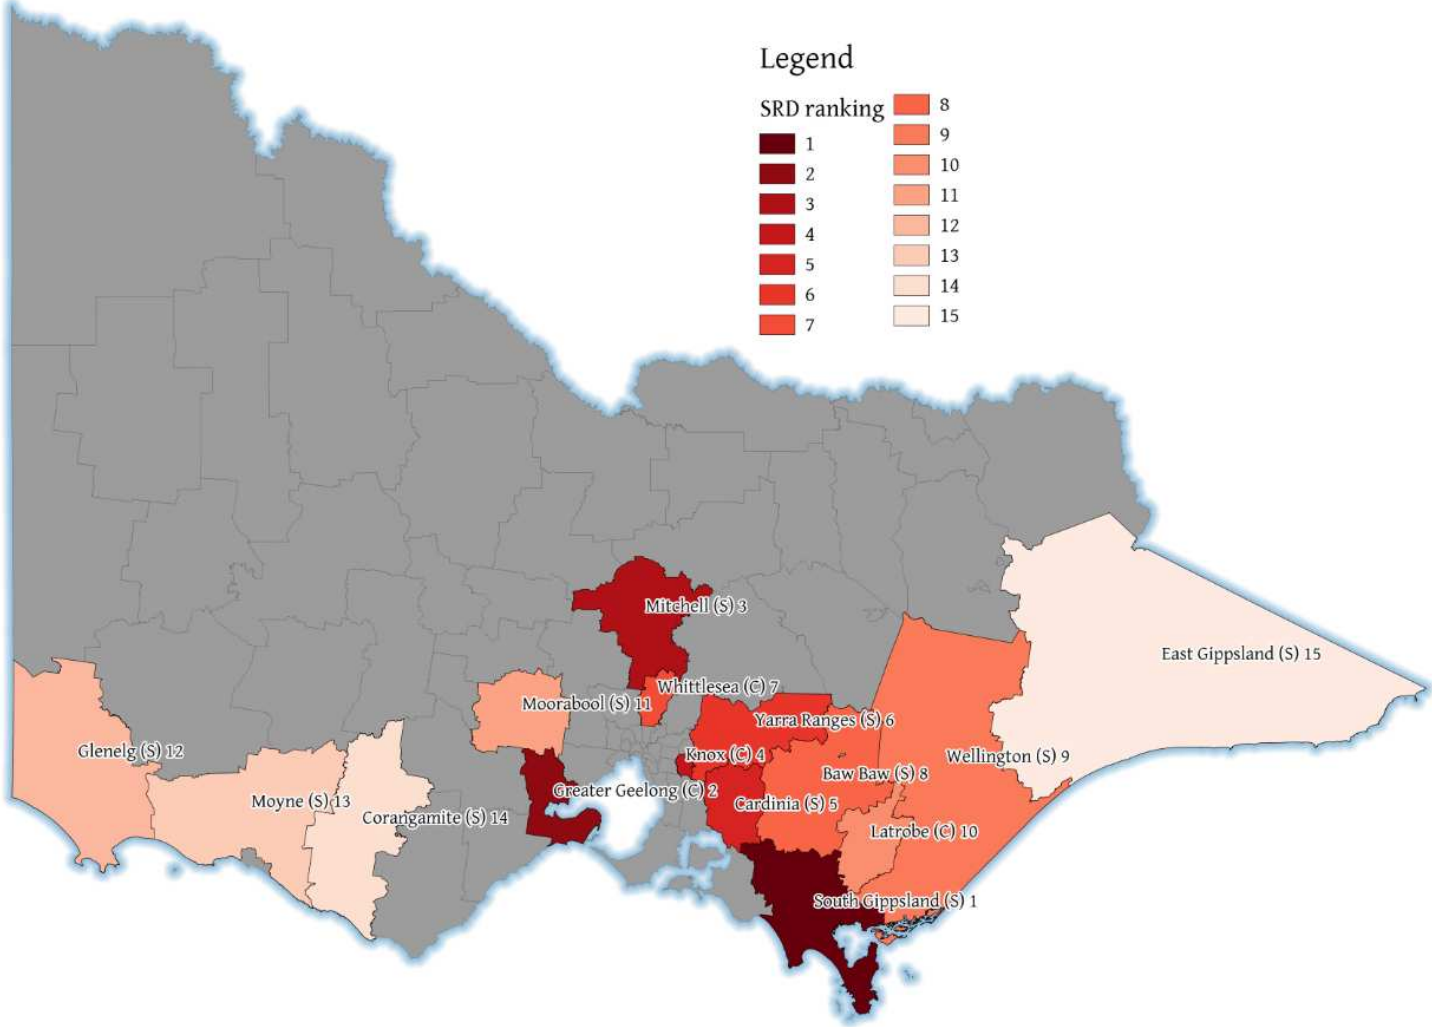 Legend
SRD ranking
1
2
3
4
5
6
7
8
9
10
11
12
13
14
15
Mitchell (S) 3
East Gippsland (S) 15
Whittlesea (C) 7
Moorabool (S) 11
Yarra Ranges (S) 6
Glenelg (S) 12
Knox (C) 4
Wellington (S) 9
Baw Baw (S) 8
Greater Geelong (C) 2
Moyne (S) 13
Cardinia (S) 5
Corangamite (S) 14
Latrobe (C) 10
South Gippsland (S) 1